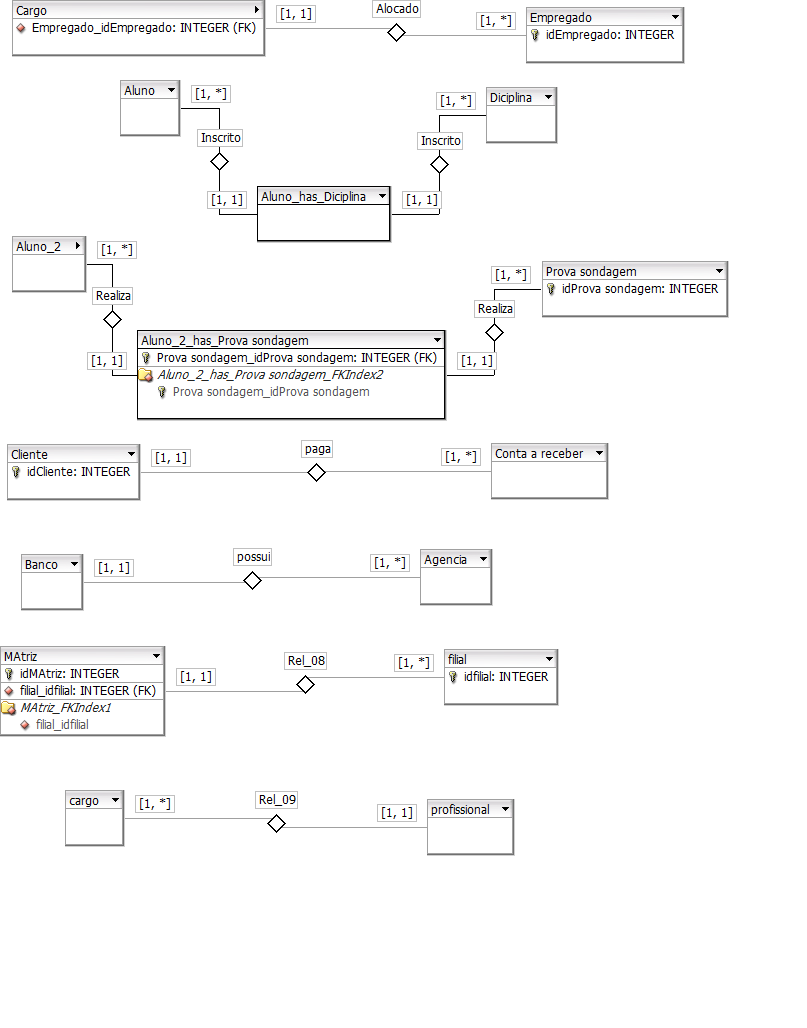 Cargo
Empregado_idEmpregado: INTEGER (FK)
[1, 1]
Alocado
[1, *]
Empregado
idEmpregado: INTEGER
Aluno
[1, *]
Inscrito
[1, 1]
Aluno_has_Diciplina
[1, *]
Inscrito
[1, 1]
Diciplina
Aluno_2
[1, *]
Realiza
[1, 1]
Aluno_2_has_Prova sondagem
Prova sondagem_idProva sondagem: INTEGER (FK)
Aluno_2_has_Prova sondagem_FKIndex2
Prova sondagem_idProva sondagem
[1, *]
Realiza
[1, 1]
Prova sondagem
idProva sondagem: INTEGER
Cliente
idCliente: INTEGER
[1, 1]
paga
[1, *]
Conta a receber
Banco
[1, 1]
possui
[1, *]
Agencia
MAtriz
idMAtriz: INTEGER
filial_idfilial: INTEGER (FK)
MAtriz_FKIndex1
filial_idfilial
[1, 1]
Rel_08
[1, *]
filial
idfilial: INTEGER
cargo
[1, *]
Rel_09
[1, 1]
profissional